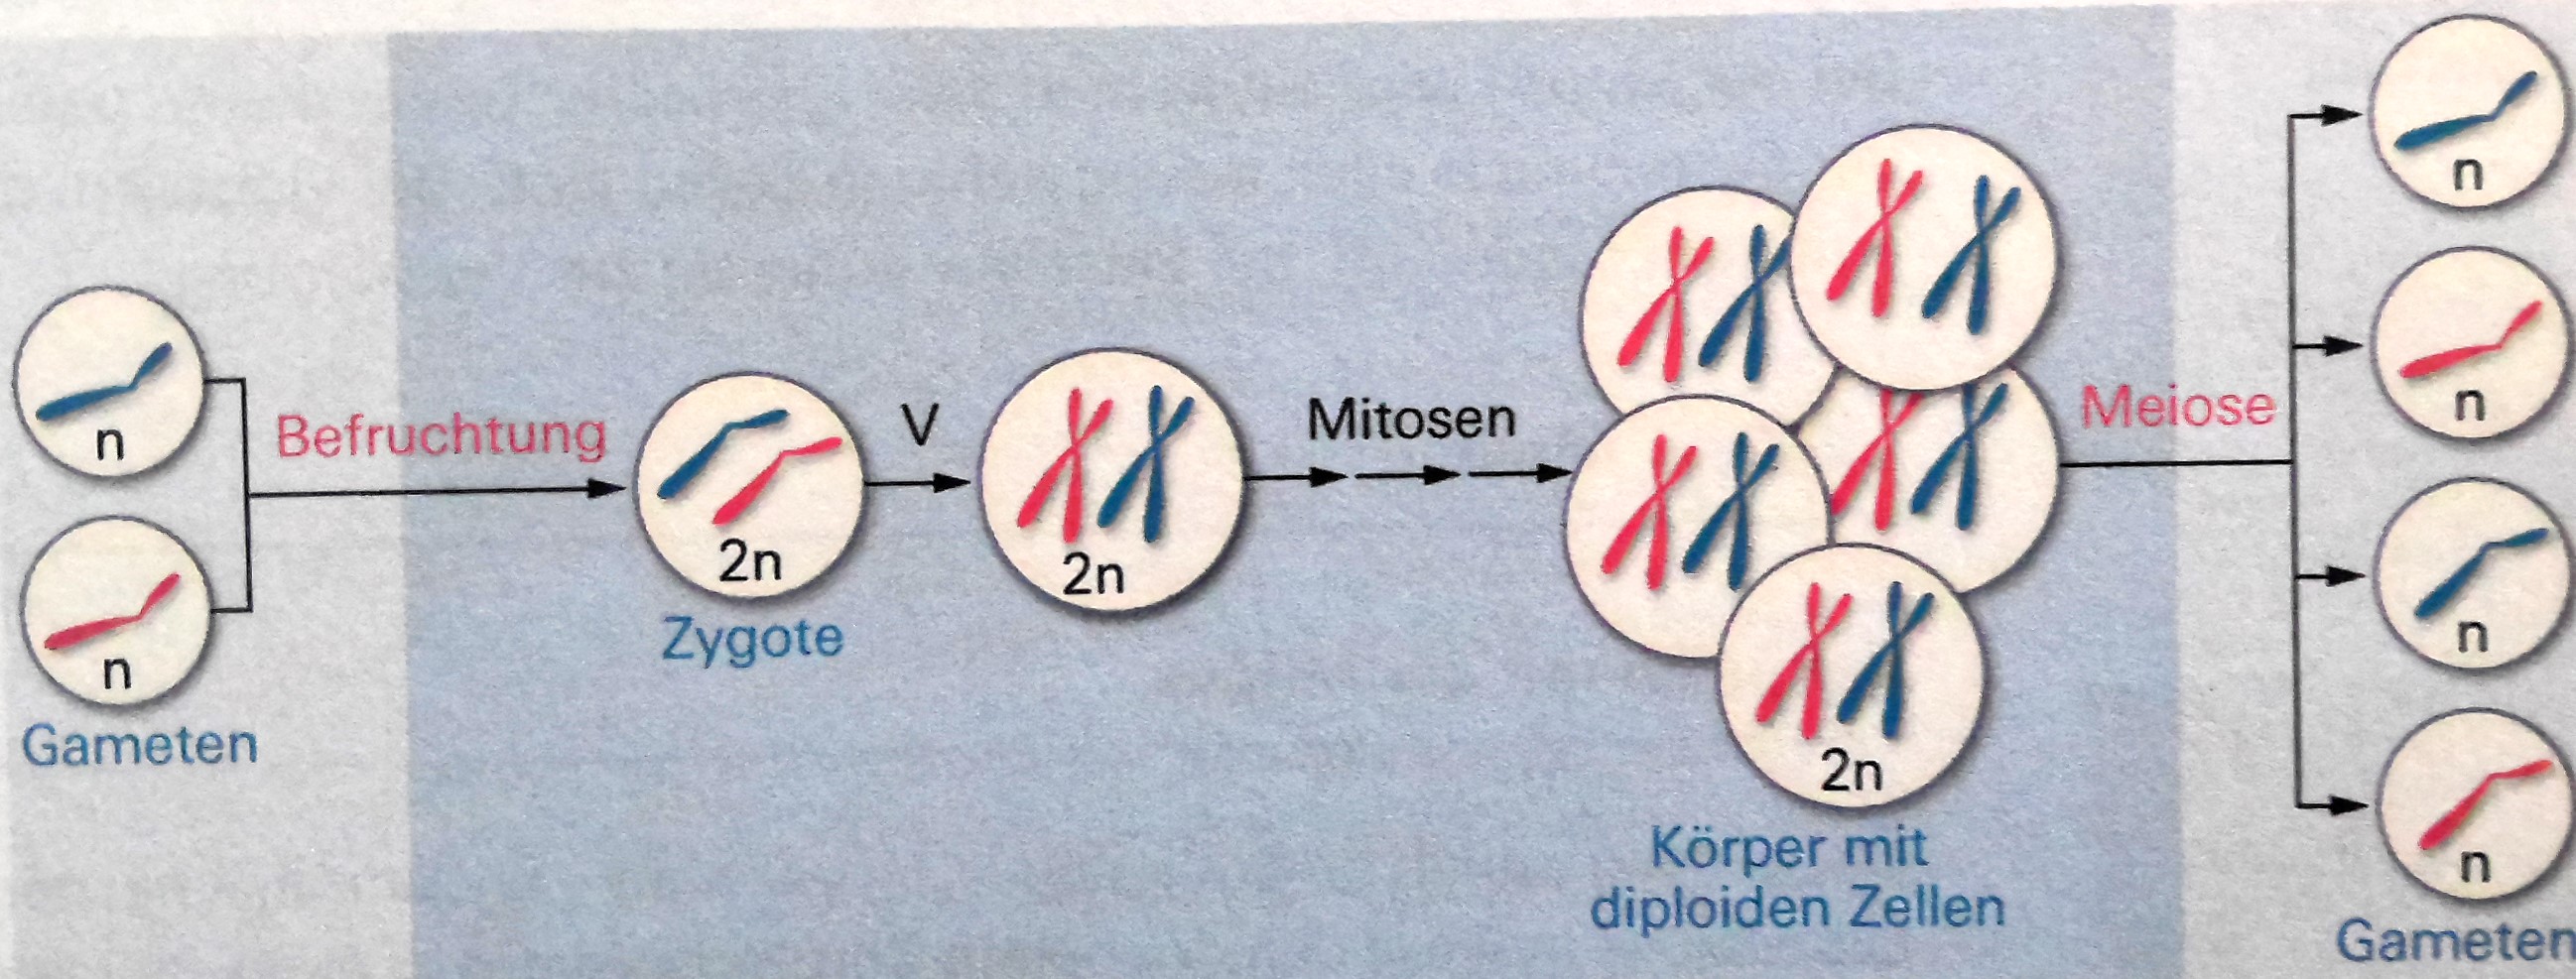 n
n
Gameten
Befruchtung
2n
Zygote
V
2n
Mitosen
2n
Körper mit
diploiden Zellen
Meiose
n
n
n
n
Gameten